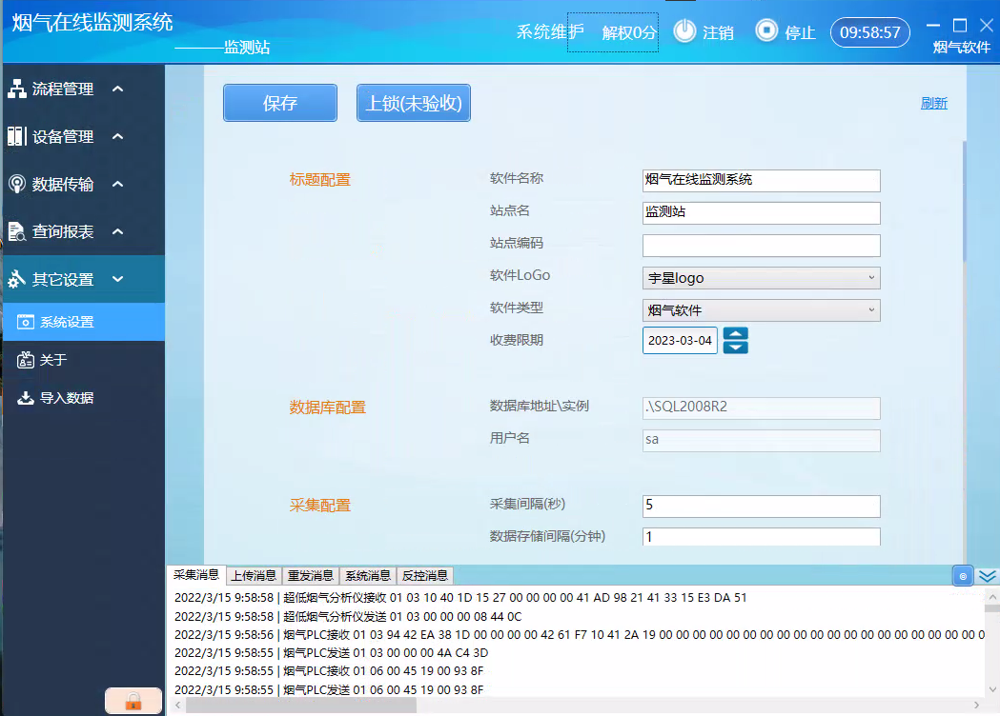 烟气在线监测系统
———监测站
系统维护 解权0分 注销 停止 09:58:57
烟气软件
流程管理
设备管理
数据传输
查询报表
其它设置
系统设置
关于
导入数据
保存 上锁(未验收) 刷新
标题配置
软件名称 烟气在线监测系统
站点名 监测站
站点编码
软件LoGo 宇星logo
软件类型 烟气软件
收费限期 2023-03-04
数据库配置
数据库地址\实例 .\SQL2008R2
用户名 sa
采集配置
采集间隔(秒) 5
数据存储间隔(分钟) 1
采集消息 上传消息 重发消息 系统消息 反控消息
2022/3/15 9:58:58 | 超低烟气分析仪接收 01 03 10 40 1D 15 27 00 00 00 00 41 AD 98 21 41 33 15 E3 DA 51
2022/3/15 9:58:58 | 超低烟气分析仪发送 01 03 00 00 00 08 44 0C
2022/3/15 9:58:56 | 烟气PLC接收 01 03 94 42 EA 38 1D 00 00 00 00 42 61 F7 10 41 2A 19 00 00 00 00 00 00 00 00 00 00 00 00 00 00 00 00 00 00 00 0
2022/3/15 9:58:55 | 烟气PLC发送 01 03 00 00 00 4A C4 3D
2022/3/15 9:58:55 | 烟气PLC接收 01 06 00 45 19 00 93 8F
2022/3/15 9:58:55 | 烟气PLC发送 01 06 00 45 19 00 93 8F